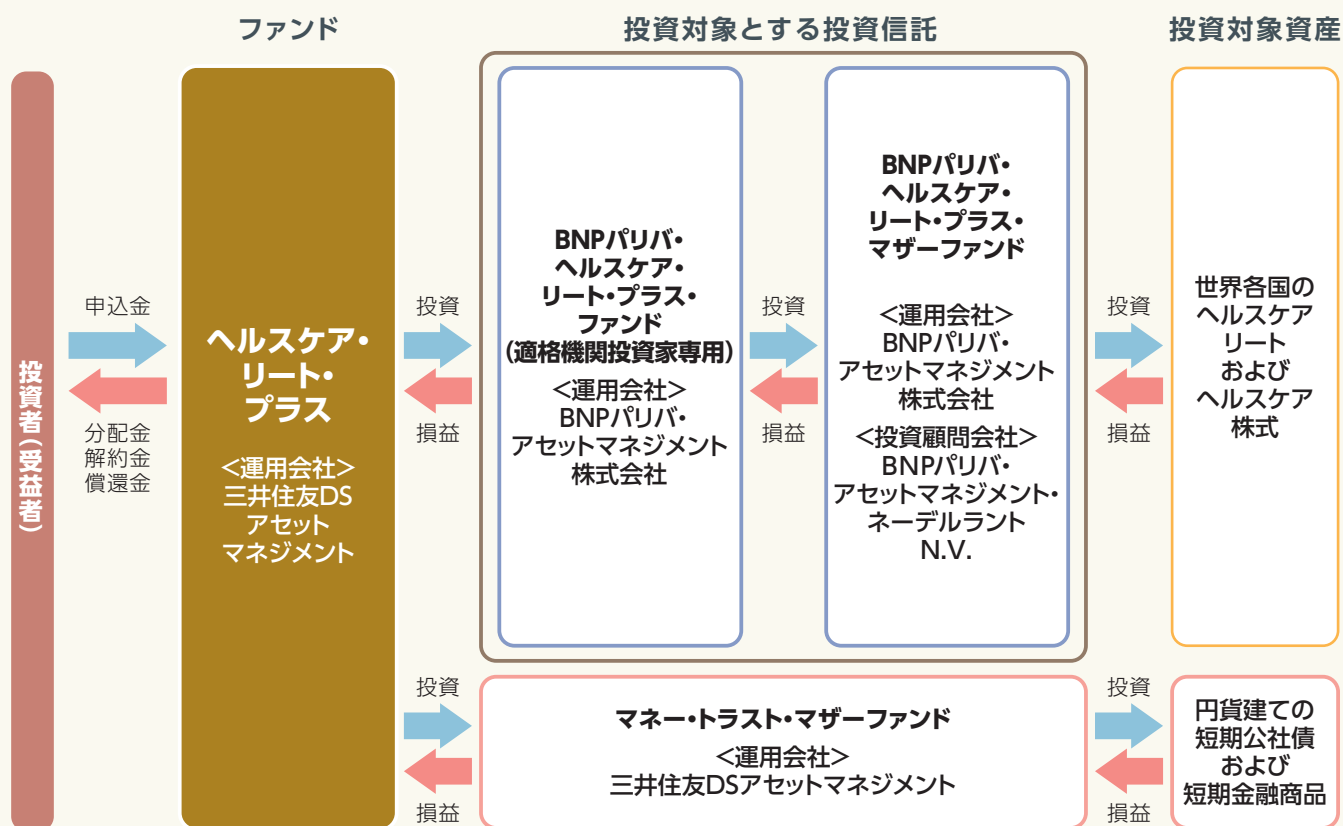 ファンド
投資対象とする投資信託
投資対象資産
投資者(受益者)
申込金
分配金
解約金
償還金
ヘルスケア・
リート・
プラス
<運用会社>
三井住友DS
アセット
マネジメント
投資
損益
BNPパリバ・
ヘルスケア・
リート・プラス・
ファンド
(適格機関投資家専用)
<運用会社>
BNPパリバ・
アセットマネジメント
株式会社
投資
損益
BNPパリバ・
ヘルスケア・
リート・プラス・
マザーファンド
<運用会社>
BNPパリバ・
アセットマネジメント
株式会社
<投資顧問会社>
BNPパリバ・
アセットマネジメント・
ネーデルラント
N.V.
投資
損益
世界各国の
ヘルスケア
リート
および
ヘルスケア
株式
投資
損益
マネー・トラスト・マザーファンド
<運用会社>
三井住友DSアセットマネジメント
投資
損益
円貨建ての
短期公社債
および
短期金融商品